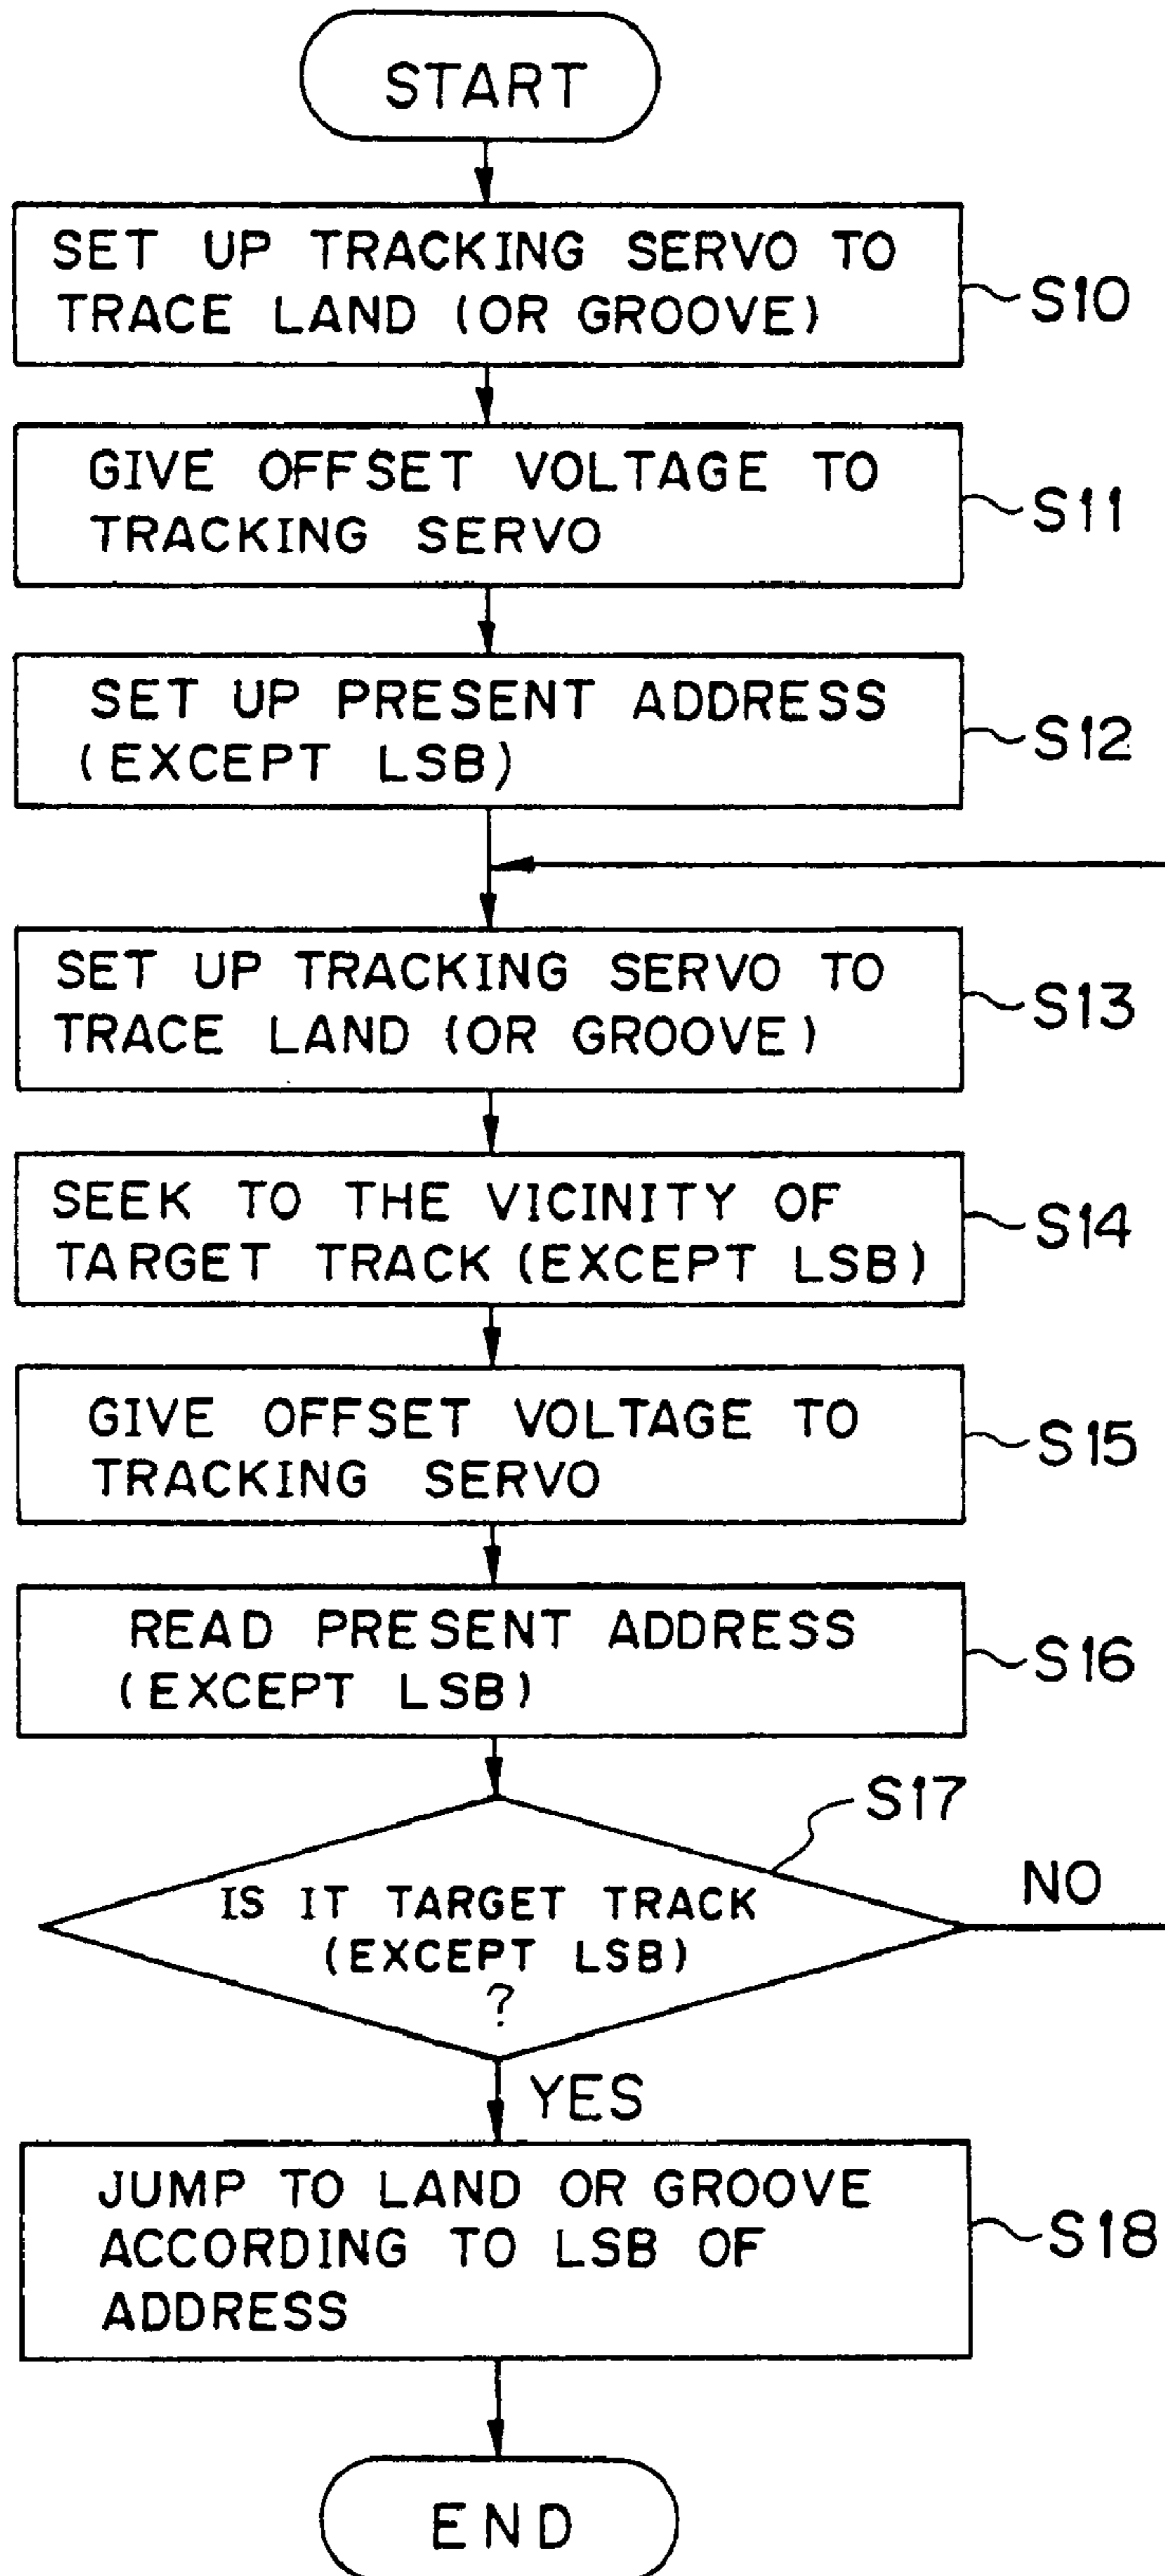 START
SET UP TRACKING SERVO TO
TRACE LAND (OR GROOVE)
S10
GIVE OFFSET VOLTAGE TO
TRACKING SERVO
S11
SET UP PRESENT ADDRESS
(EXCEPT LSB)
S12
SET UP TRACKING SERVO TO
TRACE LAND (OR GROOVE)
S13
SEEK TO THE VICINITY OF
TARGET TRACK (EXCEPT LSB)
S14
GIVE OFFSET VOLTAGE TO
TRACKING SERVO
S15
READ PRESENT ADDRESS
(EXCEPT LSB)
S16
S17
IS IT TARGET TRACK
(EXCEPT LSB)
?
NO
YES
JUMP TO LAND OR GROOVE
ACCORDING TO LSB OF
ADDRESS
S18
END